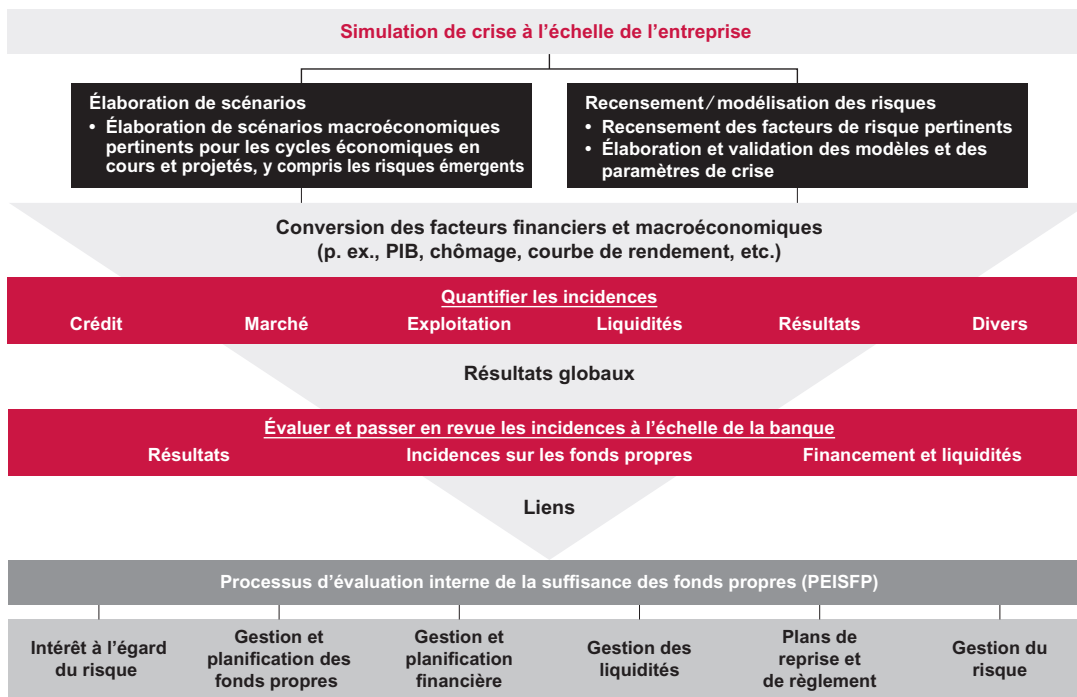 Simulation de crise à l'échelle de l'entreprise
Élaboration de scénarios
• Élaboration de scénarios macroéconomiques
pertinents pour les cycles économiques en
cours et projetés, y compris les risques émergents
Recensement/modélisation des risques
• Recensement des facteurs de risque pertinents
• Élaboration et validation des modèles et des
paramètres de crise
Conversion des facteurs financiers et macroéconomiques
(p. ex., PIB, chômage, courbe de rendement, etc.)
Quantifier les incidences
Crédit Marché Exploitation Liquidités Résultats Divers
Résultats globaux
Évaluer et passer en revue les incidences à l'échelle de la banque
Résultats Incidences sur les fonds propres Financement et liquidités
Liens
Processus d'évaluation interne de la suffisance des fonds propres (PEISFP)
Intérêt à l'égard
du risque
Gestion et
planification des
fonds propres
Gestion et
planification
financière
Gestion des
liquidités
Plans de
reprise et
de règlement
Gestion du
risque